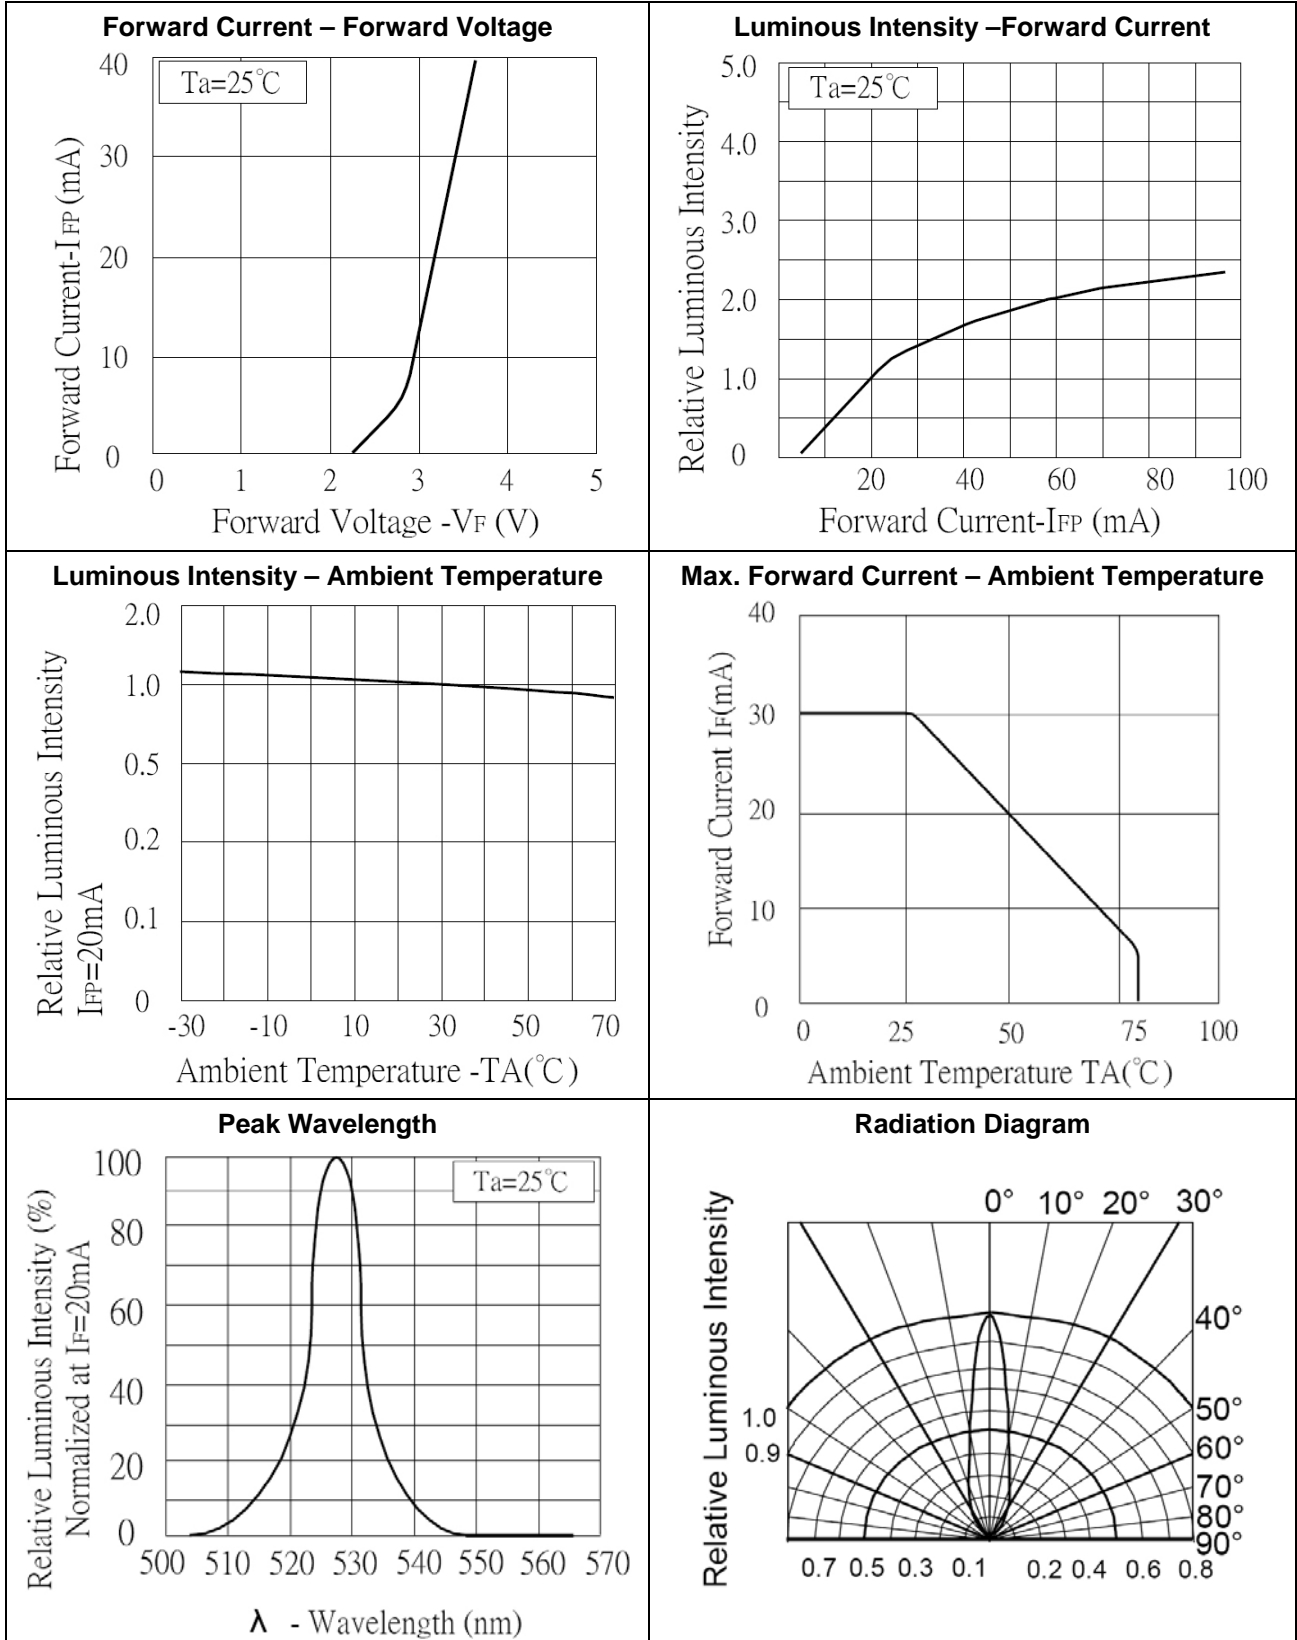 Forward Current – Forward Voltage
40
Ta=25℃
30
20
10
0
0 1 2 3 4 5
Forward Current-IFP (mA)
Forward Voltage -VF (V)
Luminous Intensity –Forward Current
5.0
Ta=25℃
4.0
3.0
2.0
1.0
0
20 40 60 80 100
Relative Luminous Intensity
Forward Current-IFP (mA)
Luminous Intensity – Ambient Temperature
2.0
1.0
0.5
0.2
0.1
0
-30 -10 10 30 50 70
Relative Luminous Intensity
IFP=20mA
Ambient Temperature -TA(℃)
Max. Forward Current – Ambient Temperature
40
30
20
10
0
0 25 50 75 100
Forward Current IF(mA)
Ambient Temperature TA(℃)
Peak Wavelength
100
Ta=25℃
80
60
40
20
0
500 510 520 530 540 550 560 570
Relative Luminous Intensity (%)
Normalized at IF=20mA
λ - Wavelength (nm)
Radiation Diagram
0° 10° 20° 30°
40°
50°
60°
70°
80°
90°
1.0
0.9
0.7 0.5 0.3 0.1 0.2 0.4 0.6 0.8
Relative Luminous Intensity